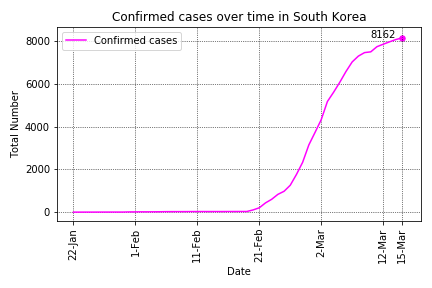 Confirmed cases over time in South Korea
Confirmed cases
8162
8000
6000
4000
2000
0
Total Number
22-Jan
1-Feb
11-Feb
21-Feb
2-Mar
12-Mar
15-Mar
Date